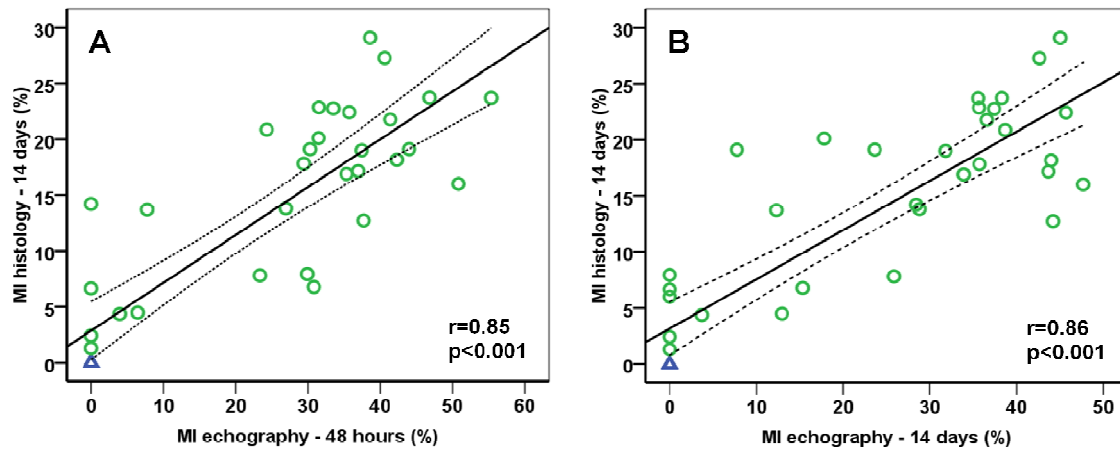 A
MI histology - 14 days (%)
30
25
20
15
10
5
0
r=0.85
p<0.001
0 10 20 30 40 50 60
MI echography - 48 hours (%)
B
MI histology - 14 days (%)
30
25
20
15
10
5
0
r=0.86
p<0.001
0 10 20 30 40 50
MI echography - 14 days (%)